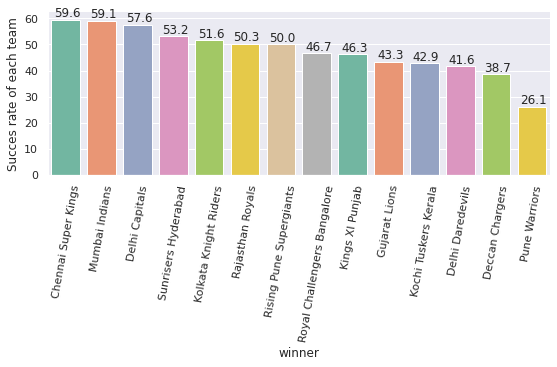 Succes rate of each team
60
50
40
30
20
10
0
59.6
59.1
57.6
53.2
51.6
50.3
50.0
46.7
46.3
43.3
42.9
41.6
38.7
26.1
Chennai Super Kings
Mumbai Indians
Delhi Capitals
Sunrisers Hyderabad
Kolkata Knight Riders
Rajasthan Royals
Rising Pune Supergiants
Royal Challengers Bangalore
Kings XI Punjab
Gujarat Lions
Kochi Tuskers Kerala
Delhi Daredevils
Deccan Chargers
Pune Warriors
winner